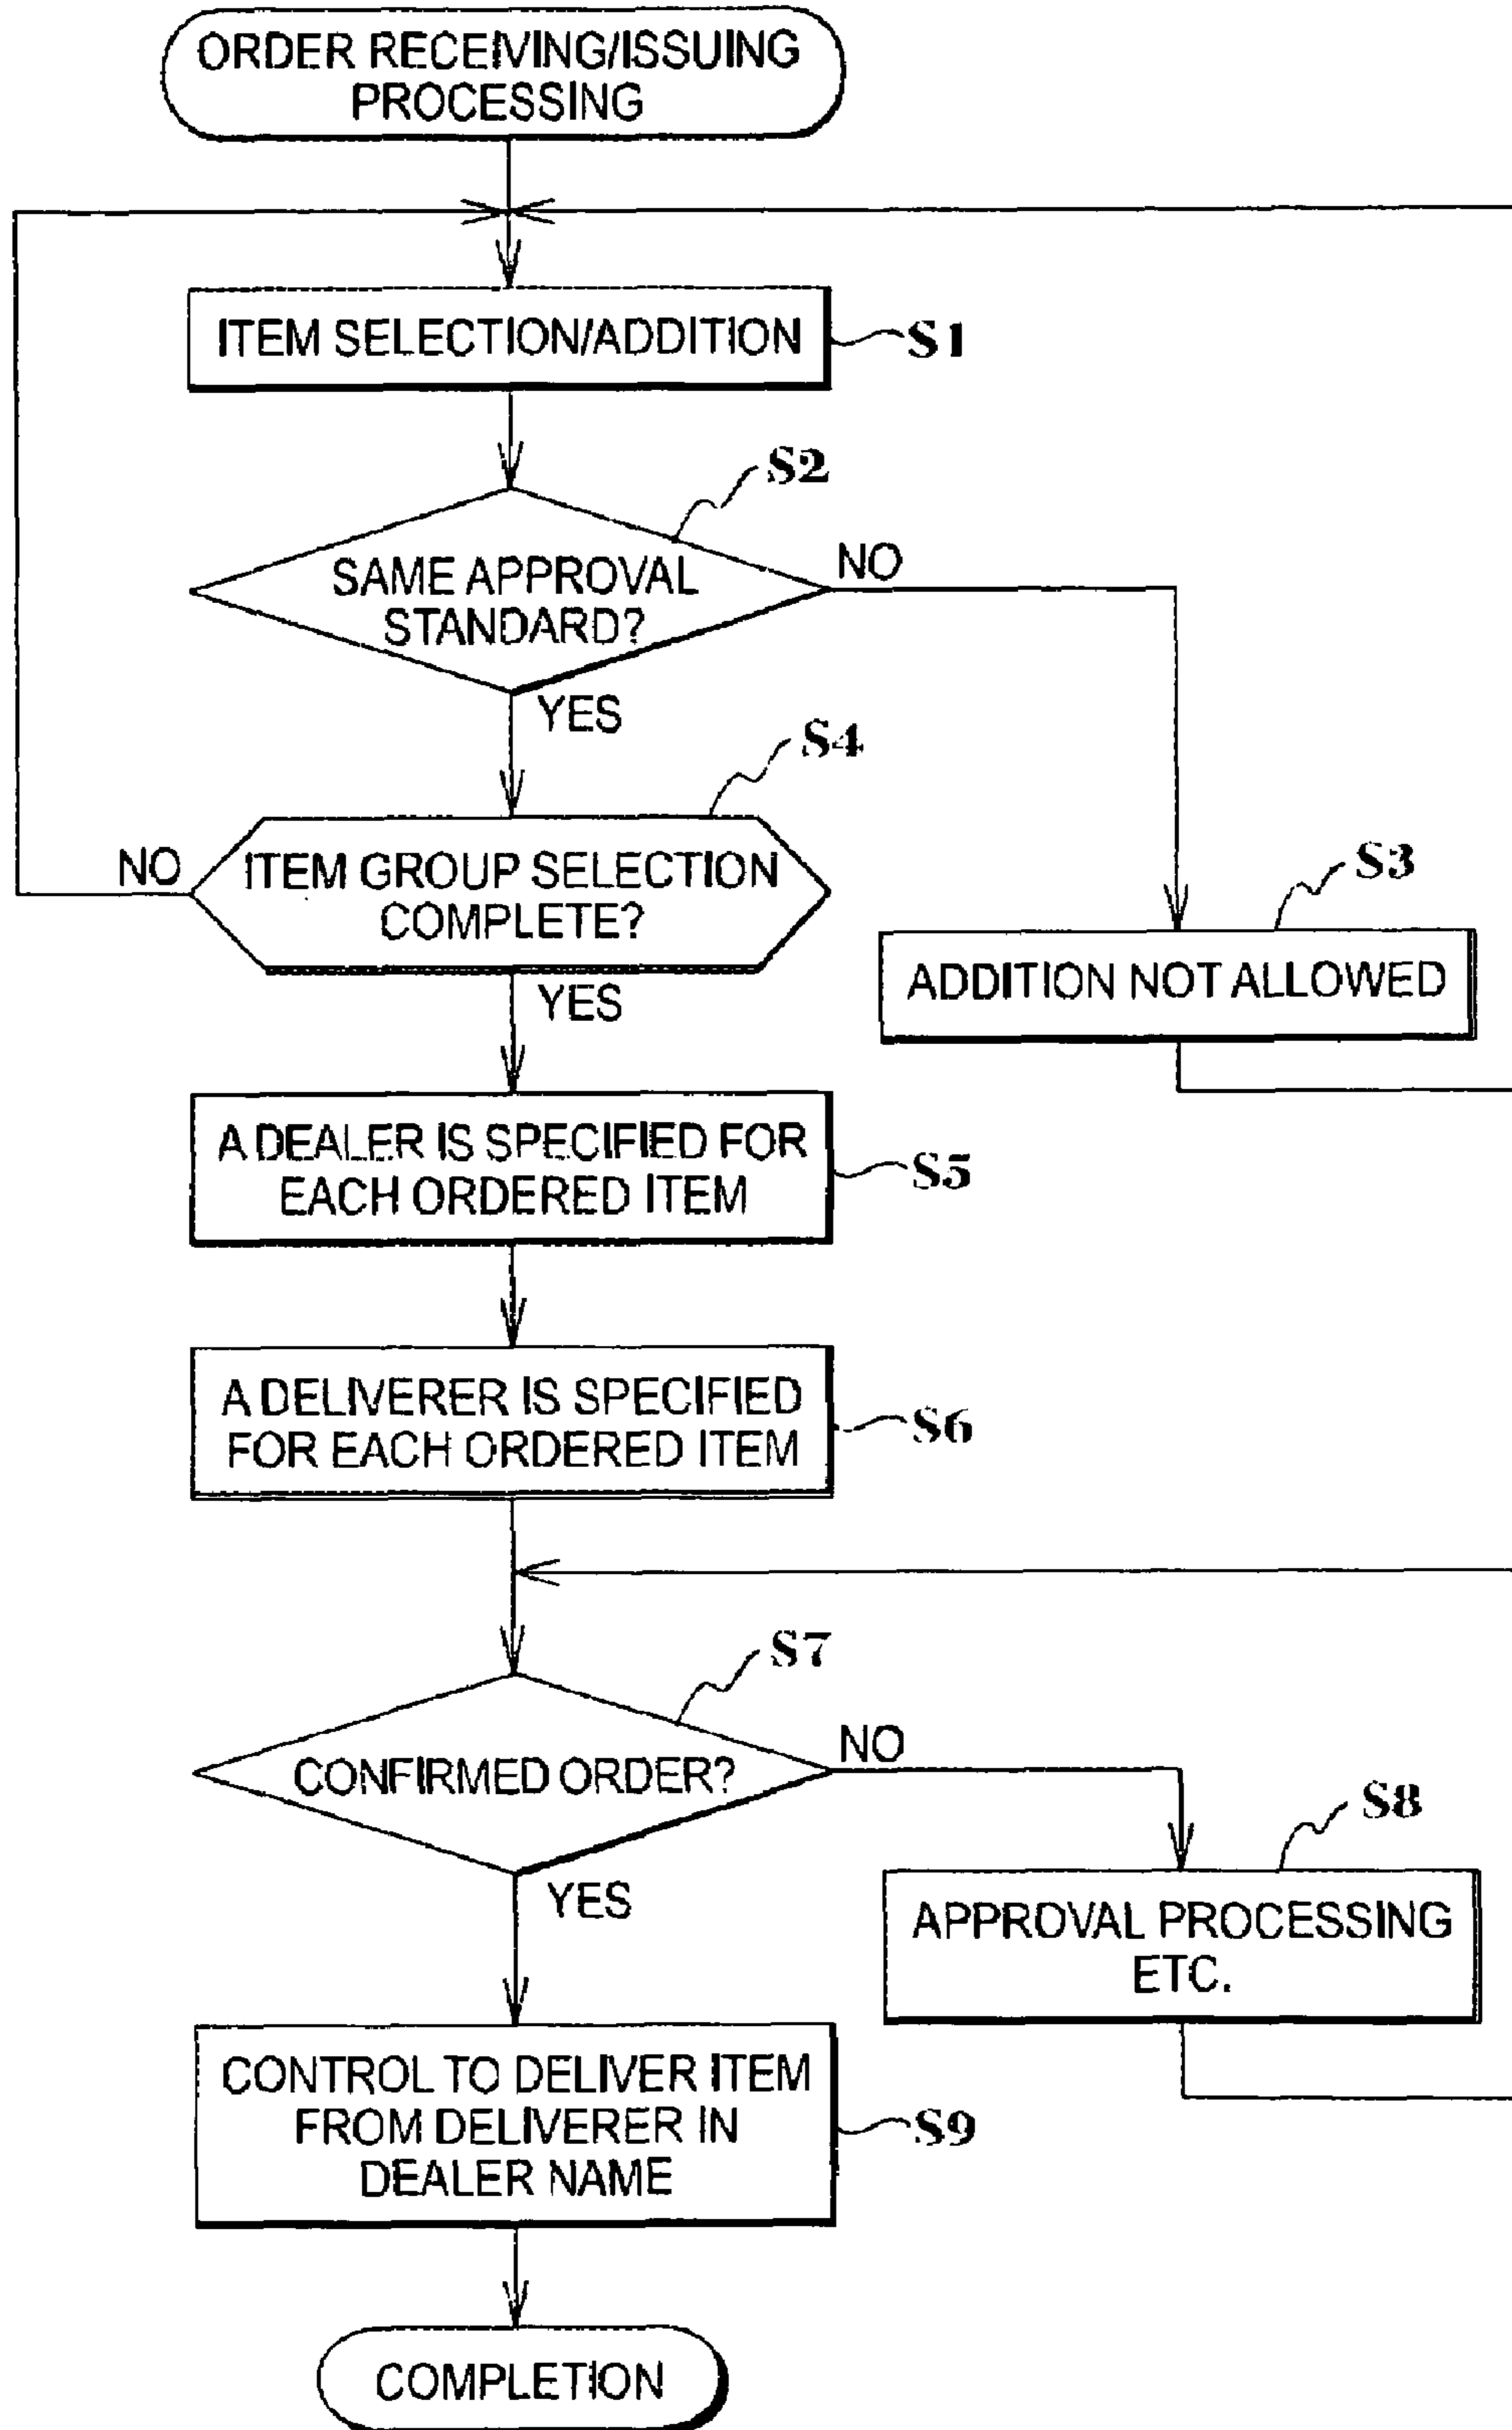 ORDER RECEIVING/ISSUING
PROCESSING
ITEM SELECTION/ADDITION
S1
S2
SAME APPROVAL
STANDARD?
NO
YES
S4
NO
ITEM GROUP SELECTION
COMPLETE?
YES
S3
ADDITION NOT ALLOWED
A DEALER IS SPECIFIED FOR
EACH ORDERED ITEM
S5
A DELIVERER IS SPECIFIED
FOR EACH ORDERED ITEM
S6
S7
CONFIRMED ORDER?
NO
YES
S8
APPROVAL PROCESSING
ETC.
CONTROL TO DELIVER ITEM
FROM DELIVERER IN
DEALER NAME
S9
COMPLETION